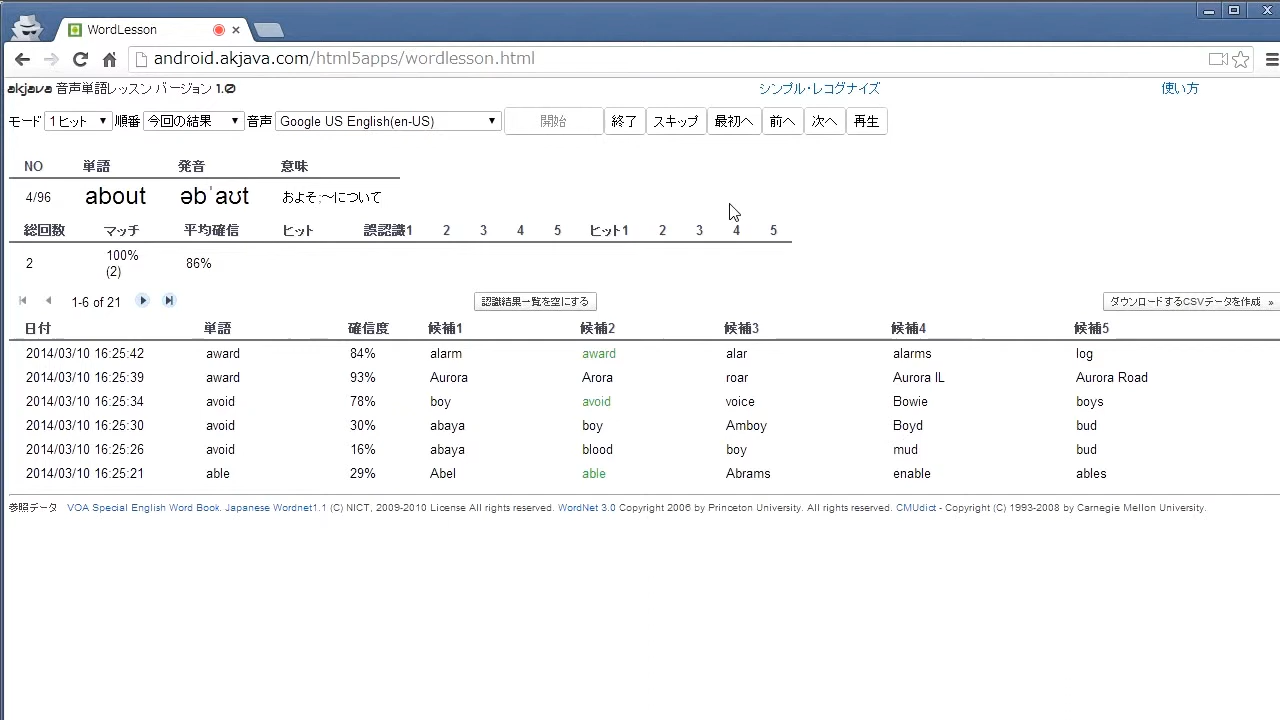 WordLesson
android.akjava.com/html5apps/wordlesson.html
akjava 音声単語レッスン バージョン 1.0 シンプル・レコグナイズ 使い方
モード 1ヒット 順番 今回の結果 音声 Google US English(en-US) 開始 終了 スキップ 最初へ 前へ 次へ 再生
NO 単語 発音 意味
4/96 about əbˈaʊt およそ;～について
総回数 マッチ 平均確信 ヒット 誤認識1 2 3 4 5 ヒット1 2 3 4 5
2 100% (2) 86%
1-6 of 21 認識結果一覧を空にする ダウンロードするCSVデータを作成 »
日付 単語 確信度 候補1 候補2 候補3 候補4 候補5
2014/03/10 16:25:42 award 84% alarm award alar alarms log
2014/03/10 16:25:39 award 93% Aurora Arora roar Aurora IL Aurora Road
2014/03/10 16:25:34 avoid 78% boy avoid voice Bowie boys
2014/03/10 16:25:30 avoid 30% abaya boy Amboy Boyd bud
2014/03/10 16:25:26 avoid 16% abaya blood boy mud bud
2014/03/10 16:25:21 able 29% Abel able Abrams enable ables
参照データ VOA Special English Word Book. Japanese Wordnet1.1 (C) NICT, 2009-2010 License All rights reserved. WordNet 3.0 Copyright 2006 by Princeton University. All rights reserved. CMUdict - Copyright (C) 1993-2008 by Carnegie Mellon University.